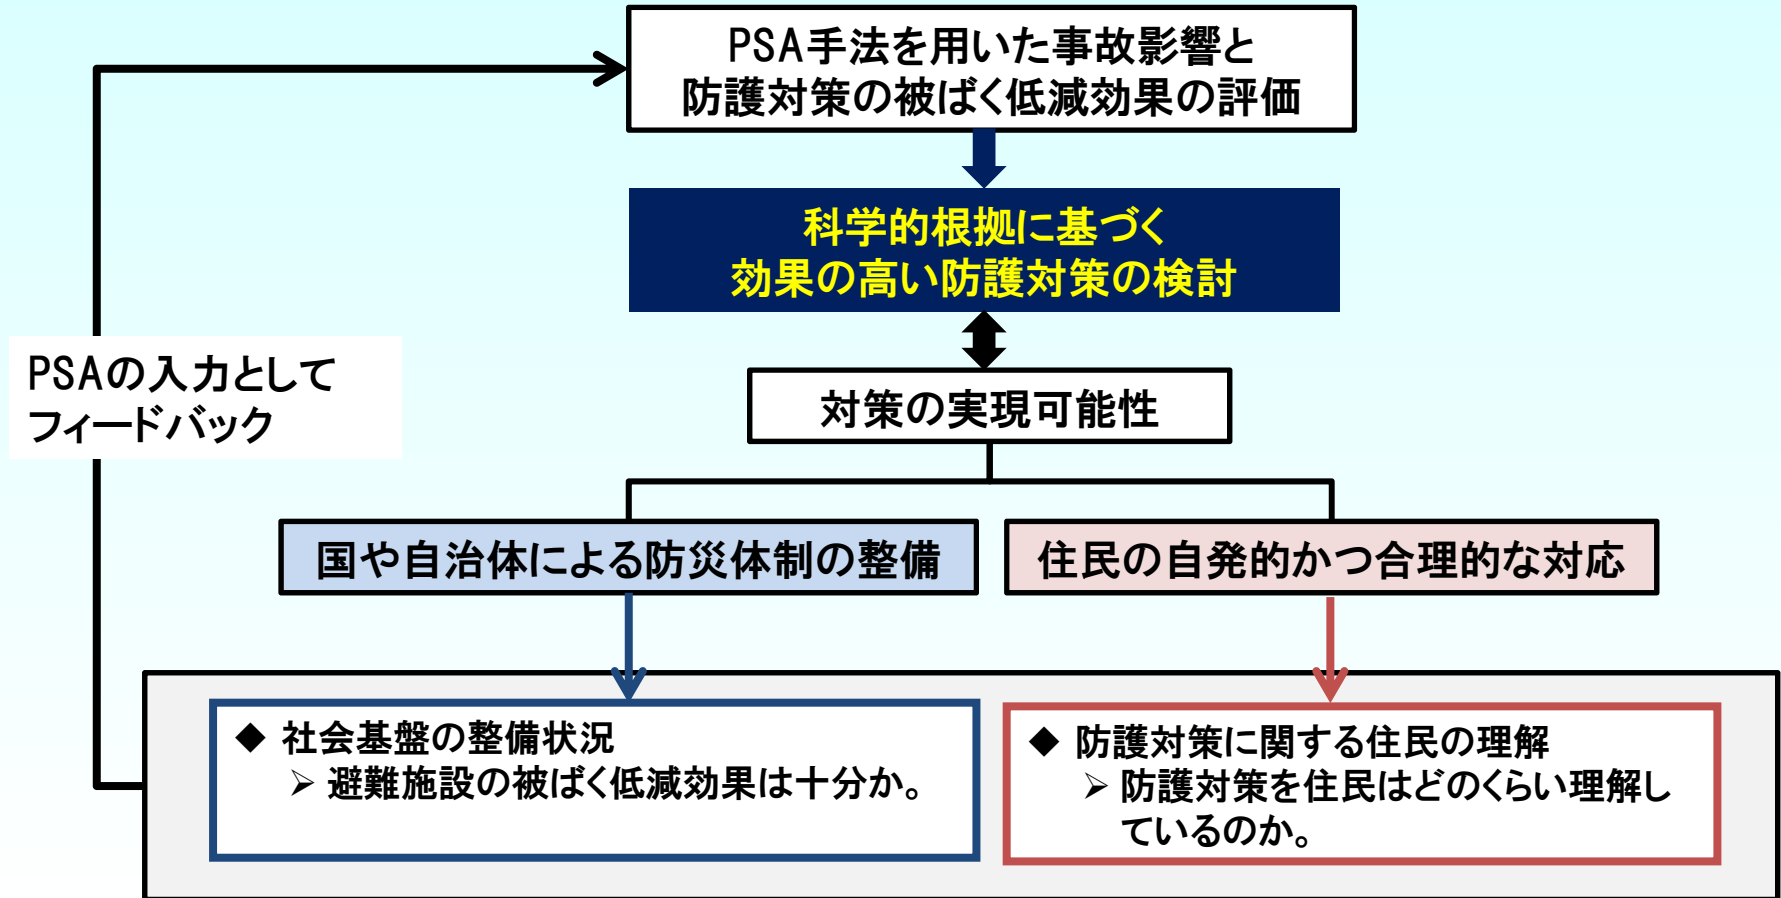 PSA手法を用いた事故影響と
防護対策の被ばく低減効果の評価
科学的根拠に基づく
効果の高い防護対策の検討
PSAの入力として
フィードバック
対策の実現可能性
国や自治体による防災体制の整備
住民の自発的かつ合理的な対応
◆ 社会基盤の整備状況
➢ 避難施設の被ばく低減効果は十分か。
◆ 防護対策に関する住民の理解
➢ 防護対策を住民はどのくらい理解し
ているのか。